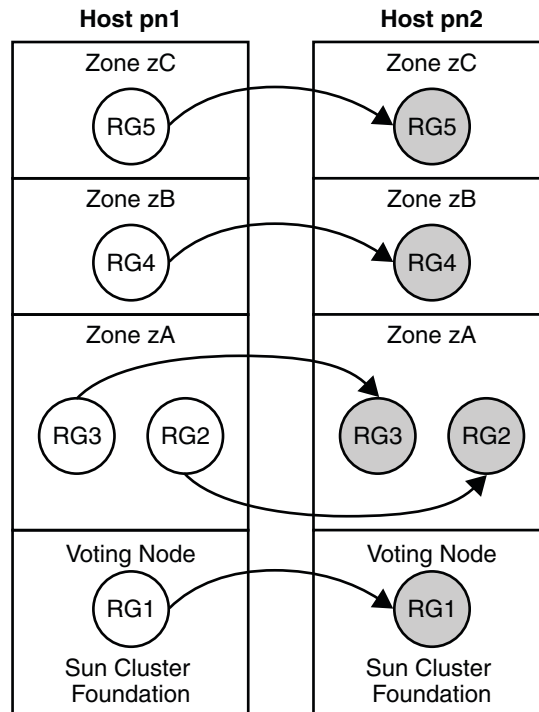 Host pn1
Host pn2
Zone zC
RG5
Zone zC
RG5
Zone zB
RG4
Zone zB
RG4
Zone zA
RG3
RG2
Zone zA
RG3
RG2
Voting Node
RG1
Sun Cluster
Foundation
Voting Node
RG1
Sun Cluster
Foundation